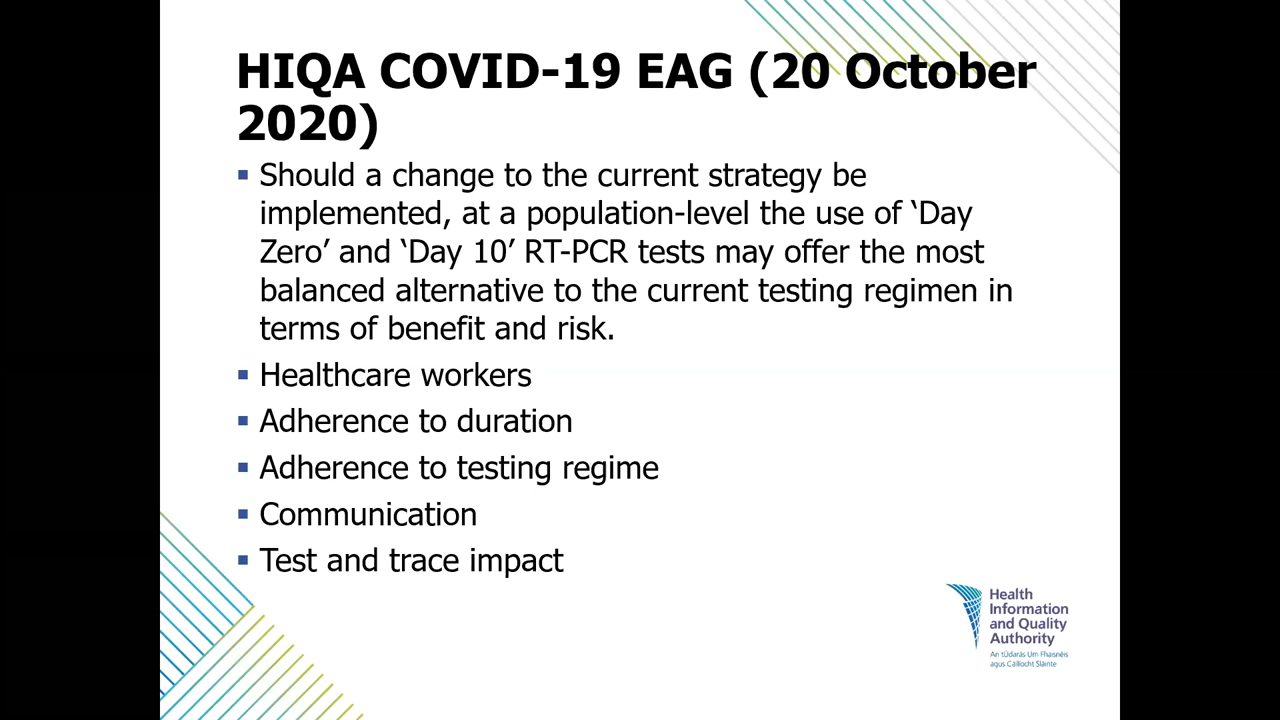 HIQA COVID-19 EAG (20 October
2020)
▪ Should a change to the current strategy be
implemented, at a population-level the use of ‘Day
Zero’ and ‘Day 10’ RT-PCR tests may offer the most
balanced alternative to the current testing regimen in
terms of benefit and risk.
▪ Healthcare workers
▪ Adherence to duration
▪ Adherence to testing regime
▪ Communication
▪ Test and trace impact
Health
Information
and Quality
Authority
An tÚdarás Um Fhaisnéis
agus Cáilíocht Sláinte